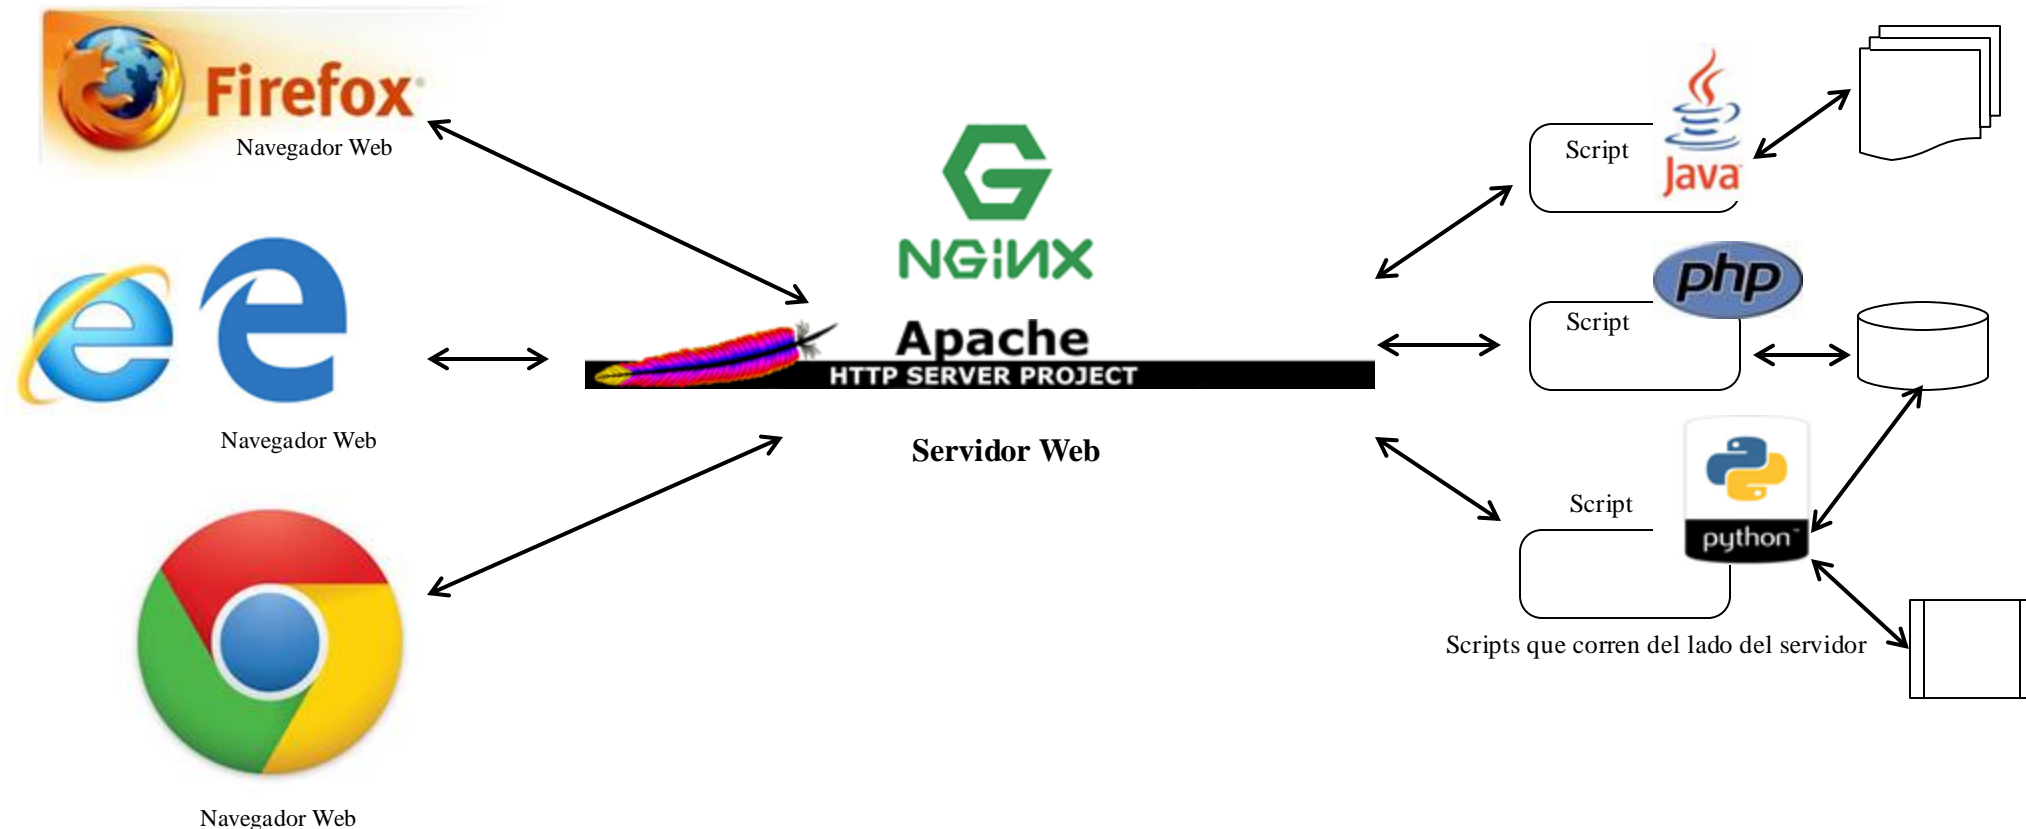 Firefox
Navegador Web
Navegador Web
Navegador Web
NGiNX
Apache
HTTP SERVER PROJECT
Servidor Web
Script
Java
Script
php
Script
python
Scripts que corren del lado del servidor